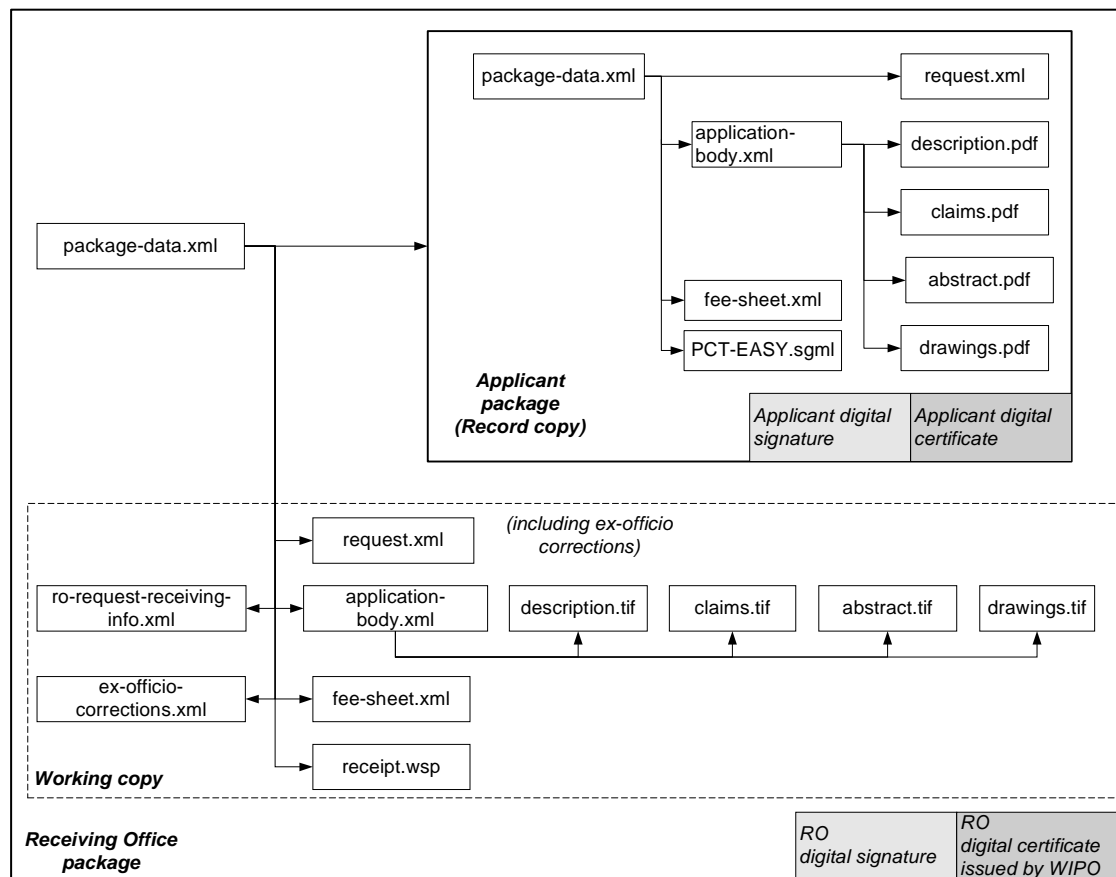 package-data.xml
request.xml
application-
body.xml
description.pdf
claims.pdf
package-data.xml
abstract.pdf
fee-sheet.xml
PCT-EASY.sgml
drawings.pdf
Applicant
package
(Record copy)
Applicant digital
signature
Applicant digital
certificate
request.xml
(including ex-officio
corrections)
ro-request-receiving-
info.xml
application-
body.xml
description.tif
claims.tif
abstract.tif
drawings.tif
ex-officio-
corrections.xml
fee-sheet.xml
receipt.wsp
Working copy
Receiving Office
package
RO
digital signature
RO
digital certificate
issued by WIPO